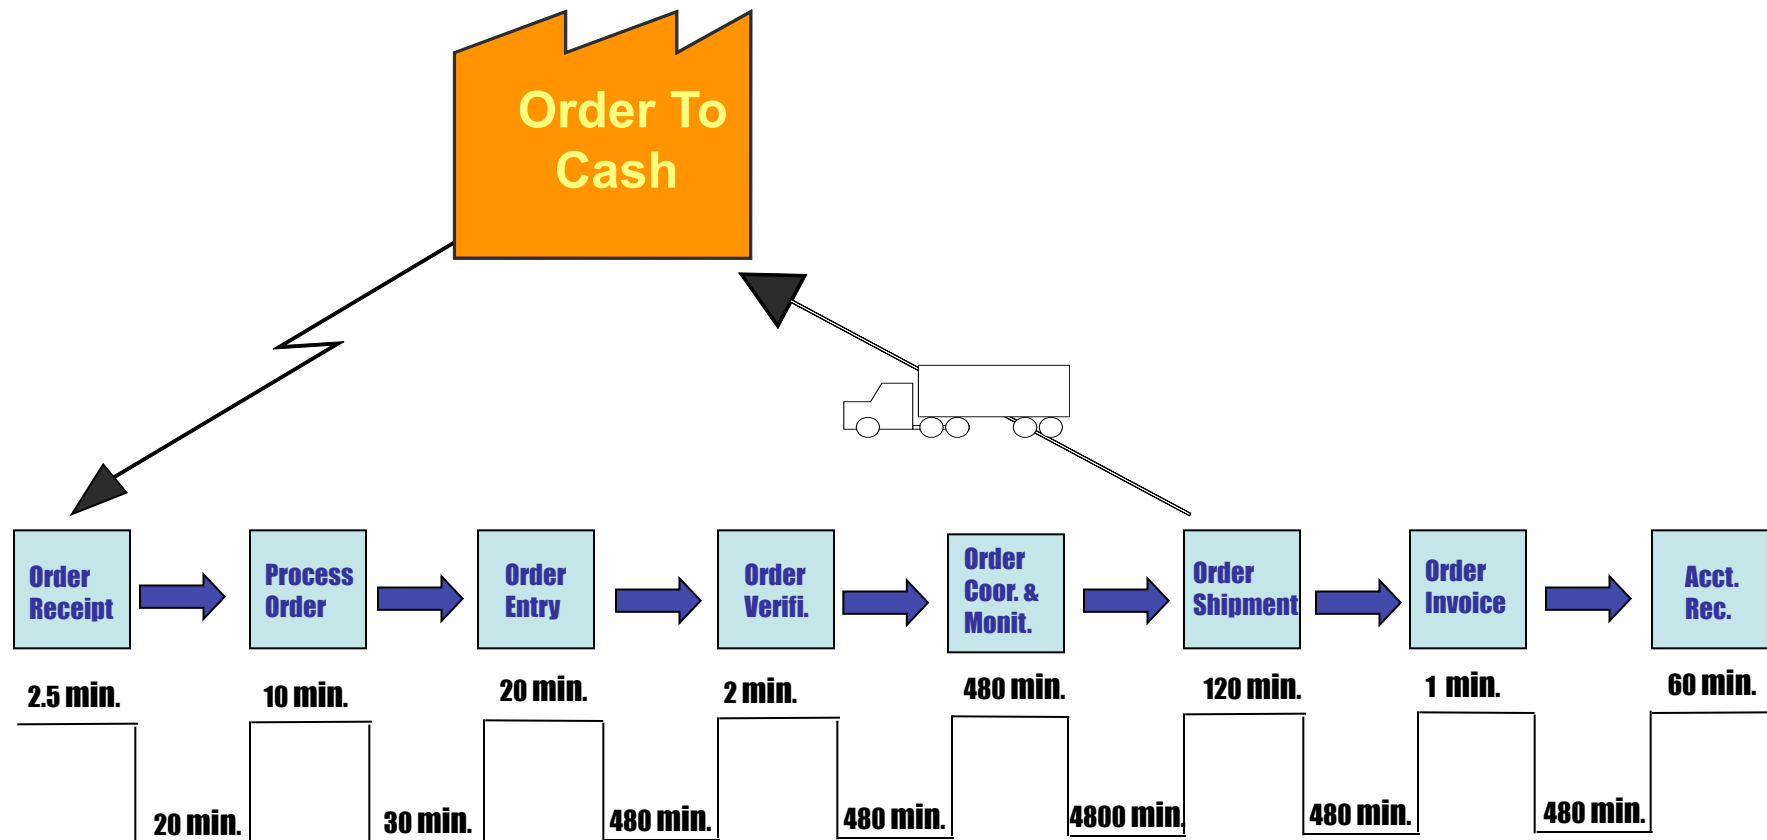 Order To
Cash
Order
Receipt
Process
Order
Order
Entry
Order
Verifi.
Order
Coor. &
Monit.
Order
Shipment
Order
Invoice
Acct.
Rec.
2.5 min.
10 min.
20 min.
2 min.
480 min.
120 min.
1 min.
60 min.
20 min.
30 min.
480 min.
480 min.
4800 min.
480 min.
480 min.